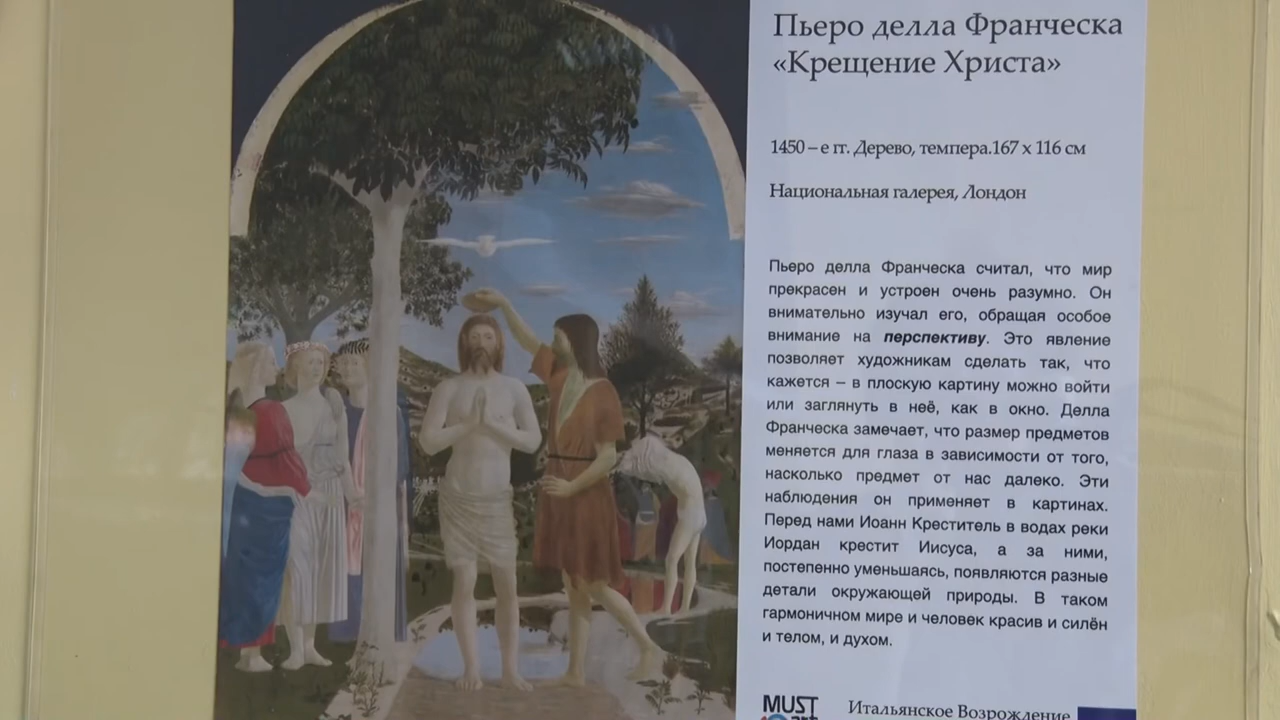 Пьеро делла Франческа
«Крещение Христа»
1450 – е гг. Дерево, темпера.167 х 116 см
Национальная галерея, Лондон
Пьеро делла Франческа считал, что мир
прекрасен и устроен очень разумно. Он
внимательно изучал его, обращая особое
внимание на перспективу. Это явление
позволяет художникам сделать так, что
кажется – в плоскую картину можно войти
или заглянуть в неё, как в окно. Делла
Франческа замечает, что размер предметов
меняется для глаза в зависимости от того,
насколько предмет от нас далеко. Эти
наблюдения он применяет в картинах.
Перед нами Иоанн Креститель в водах реки
Иордан крестит Иисуса, а за ними,
постепенно уменьшаясь, появляются разные
детали окружающей природы. В таком
гармоничном мире и человек красив и силён
и телом, и духом.
MUST
art
Итальянское Возрождение